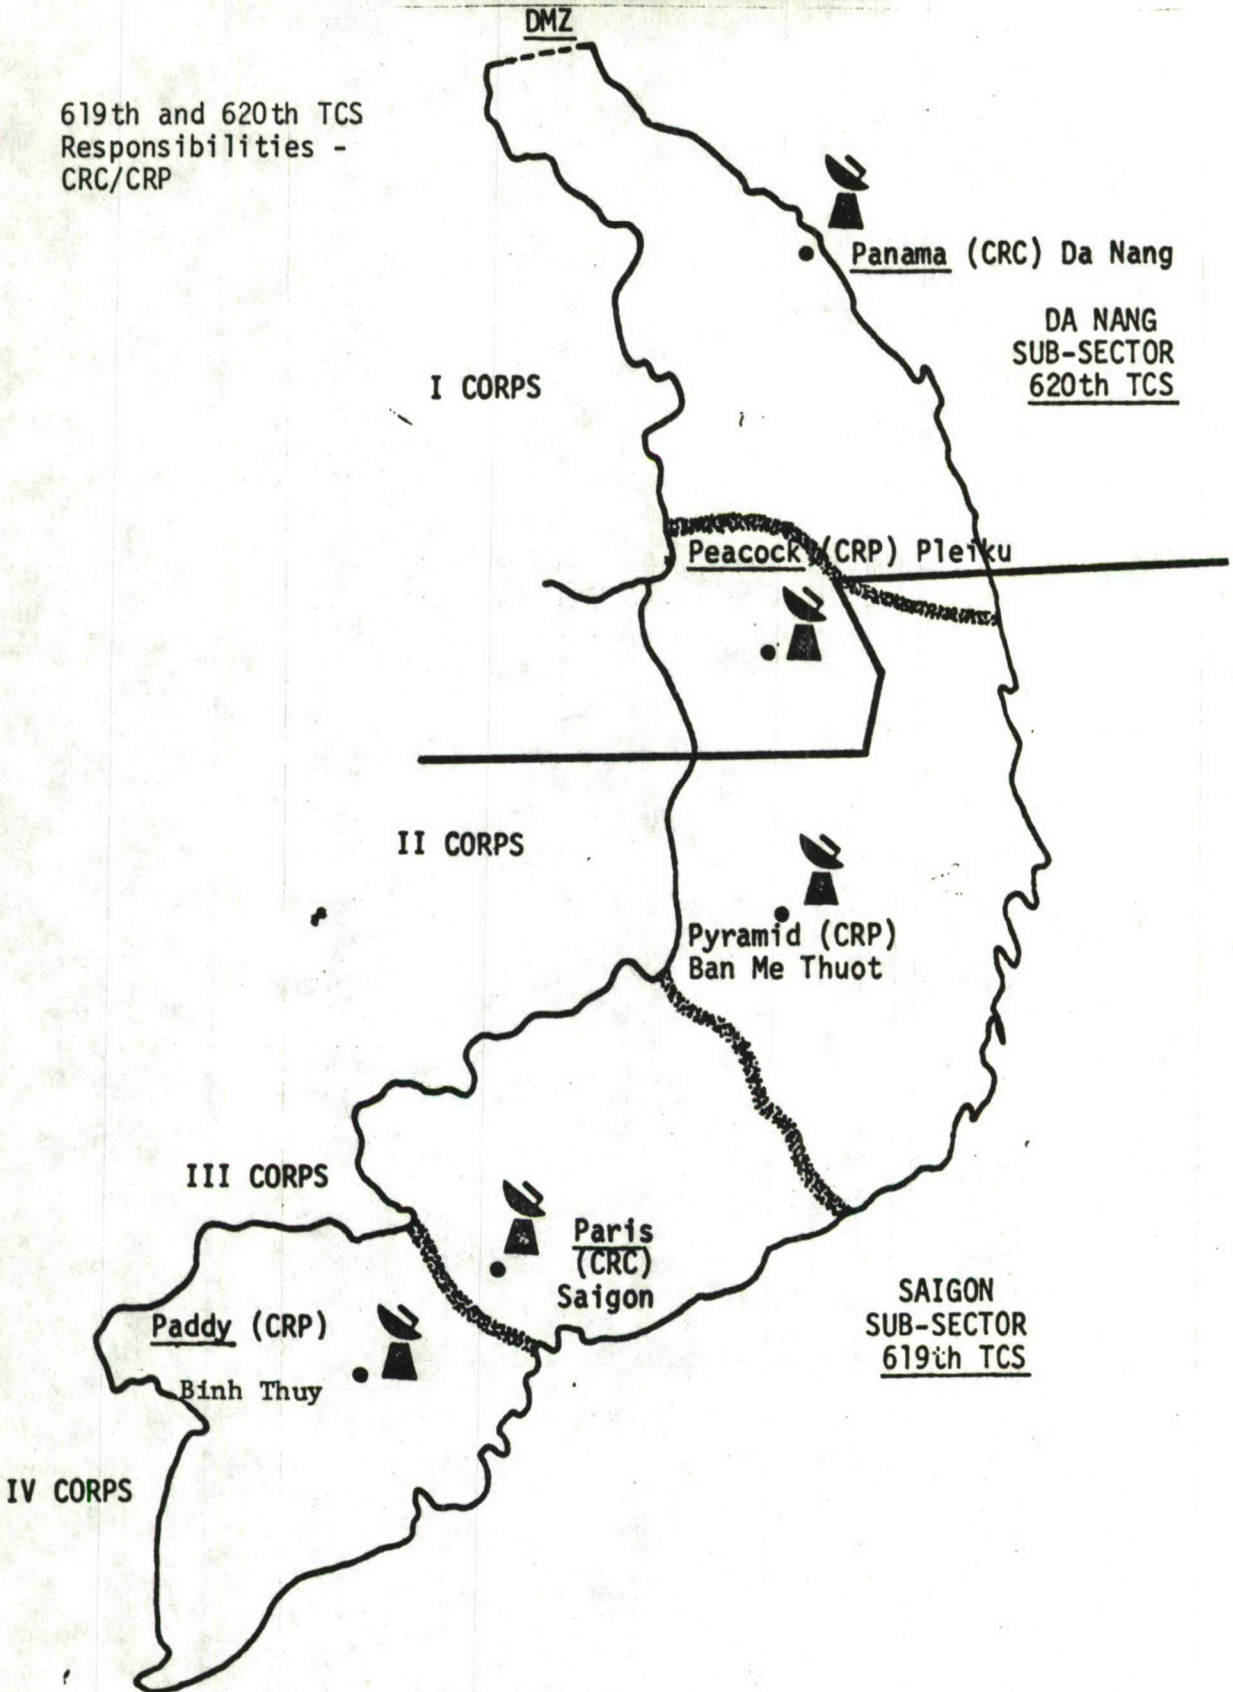 DMZ
619th and 620th TCS
Responsibilities -
CRC/CRP
Panama (CRC) Da Nang
DA NANG
SUB-SECTOR
620th TCS
I CORPS
Peacock (CRP) Pleiku
II CORPS
Pyramid (CRP)
Ban Me Thuot
III CORPS
Paris
(CRC)
Saigon
SAIGON
SUB-SECTOR
619th TCS
Paddy (CRP)
Binh Thuy
IV CORPS